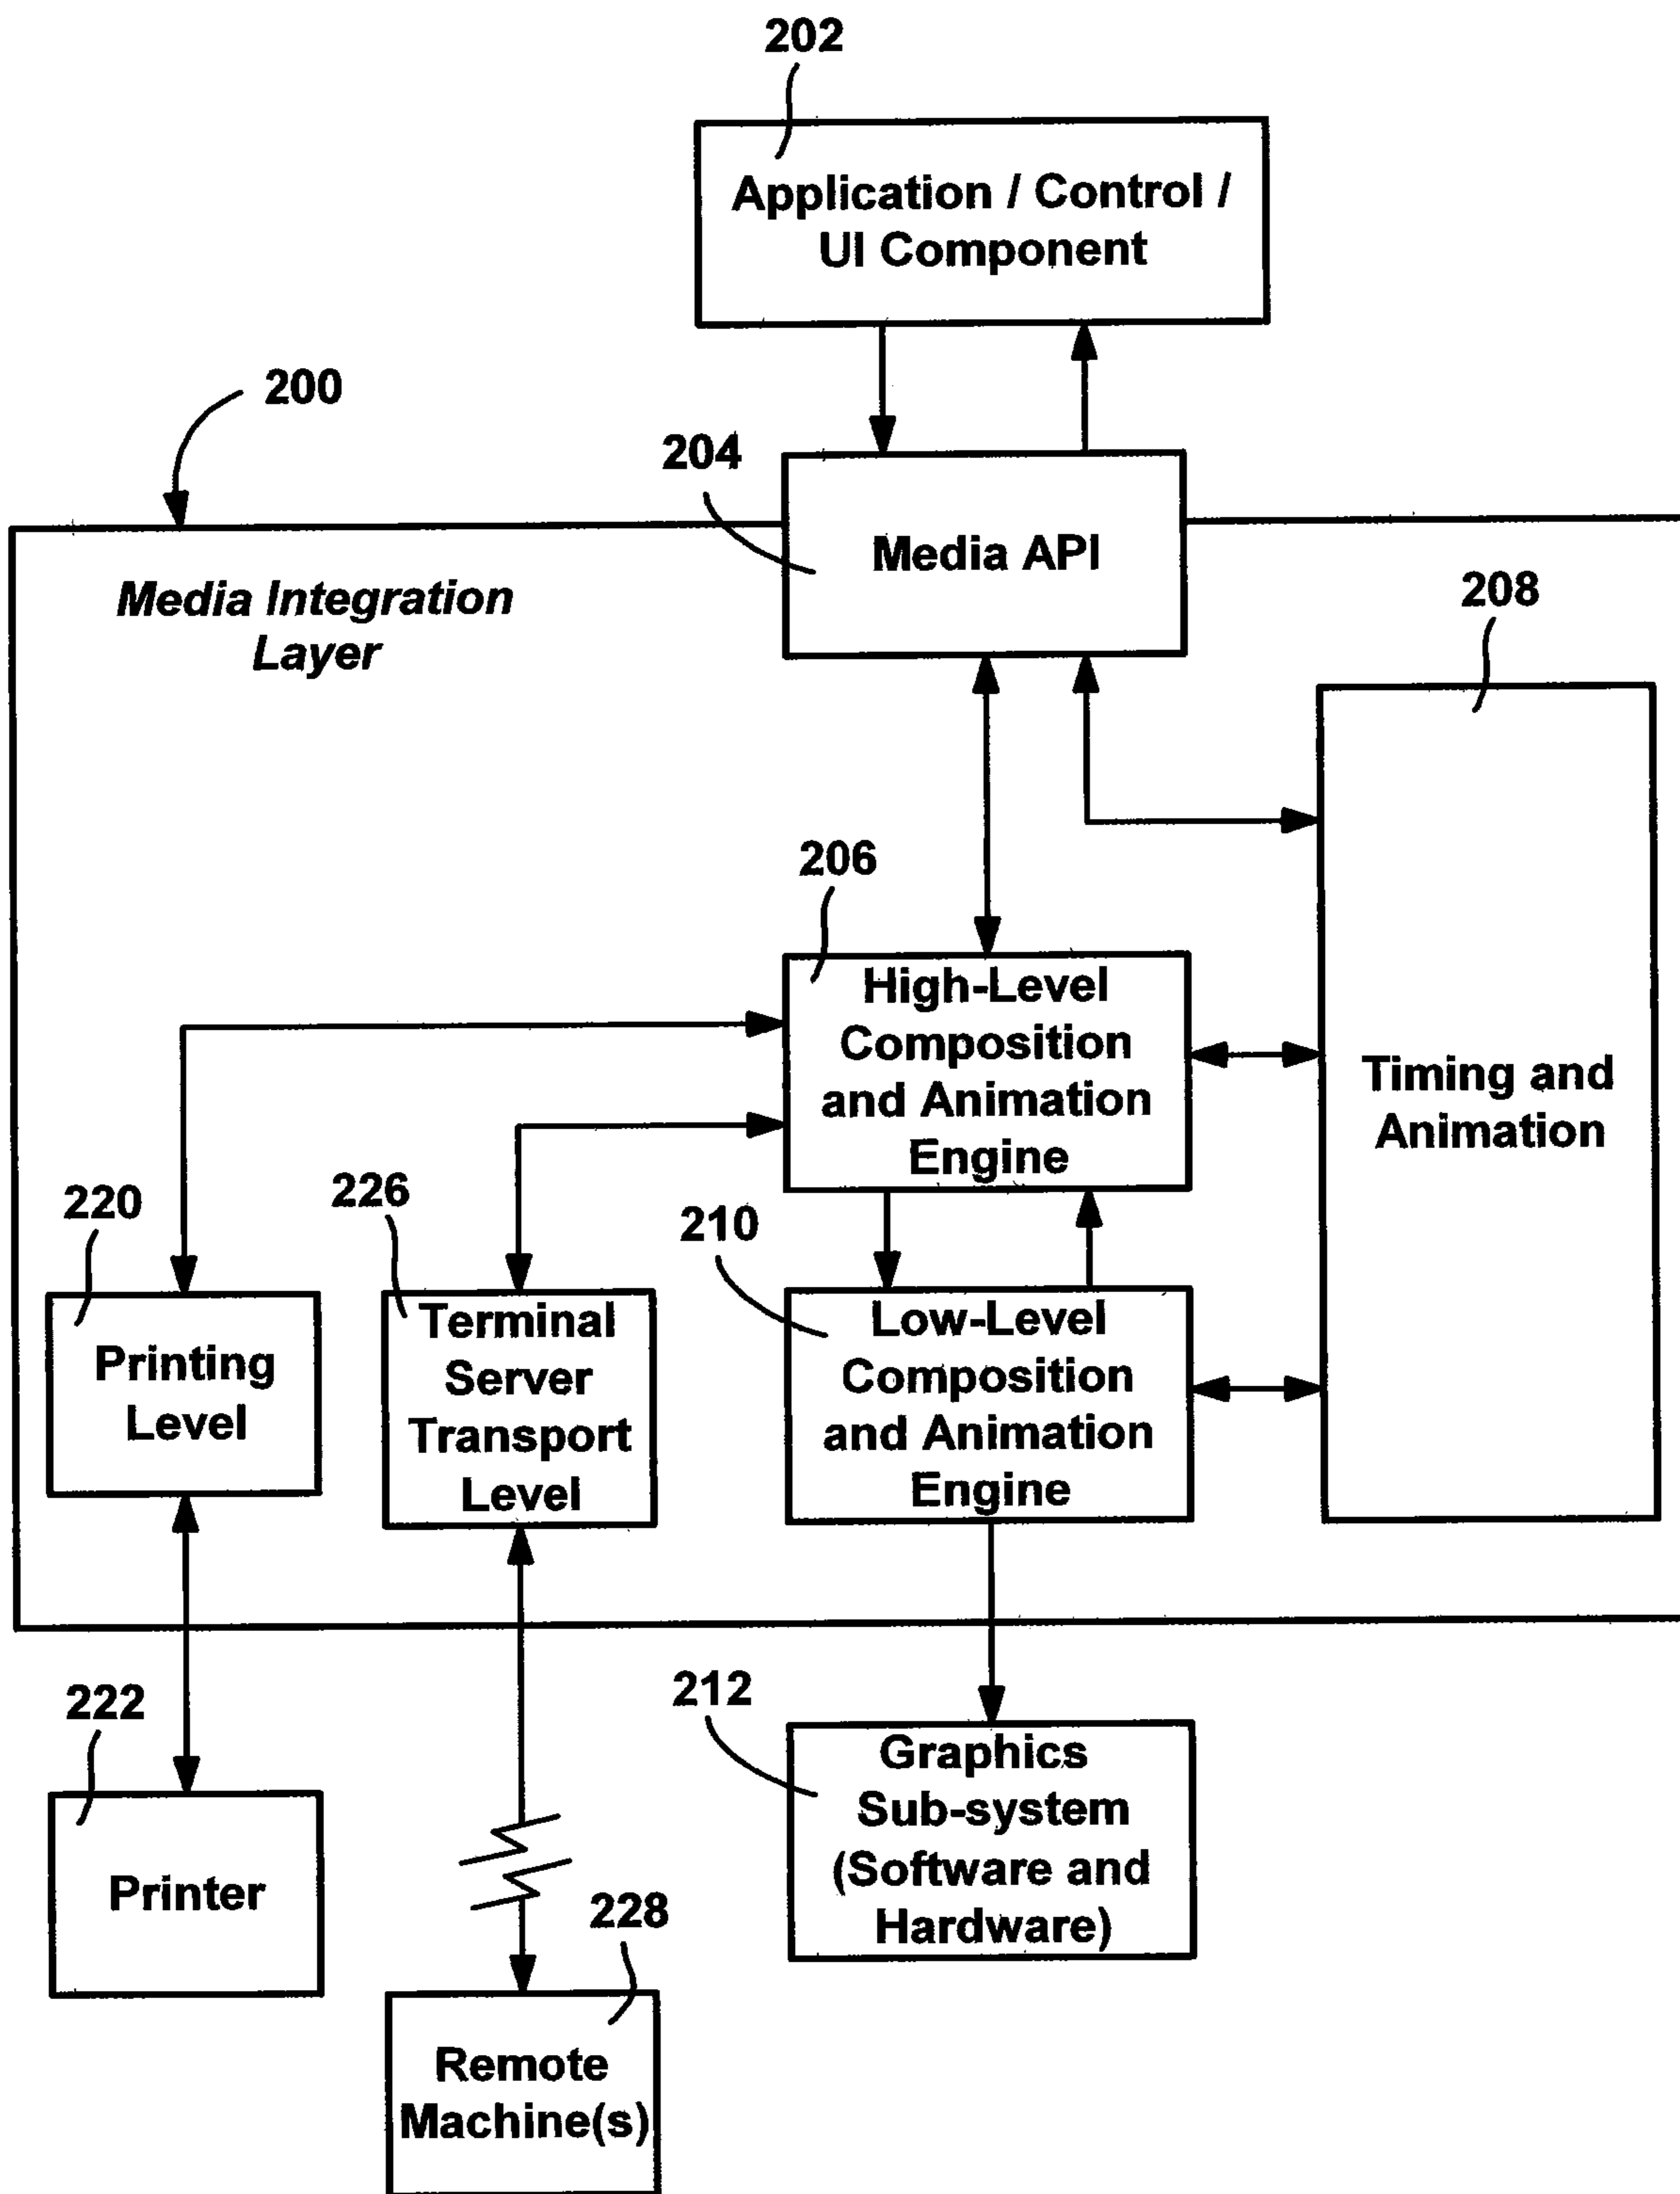 202
Application / Control /
UI Component
200
204
Media API
Media Integration
Layer
208
206
High-Level
Composition
and Animation
Engine
Timing and
Animation
220
226
210
Printing
Level
Terminal
Server
Transport
Level
Low-Level
Composition
and Animation
Engine
222
212
Printer
Graphics
Sub-system
(Software and
Hardware)
228
Remote
Machine(s)